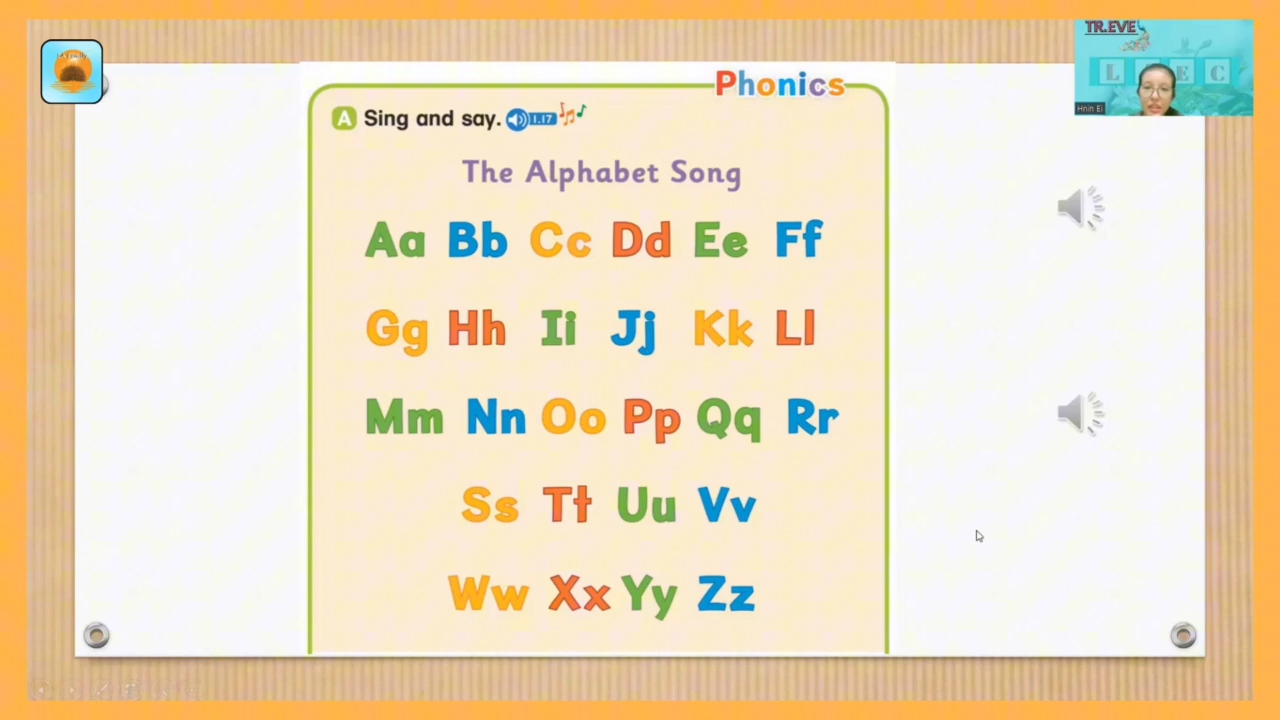 TR.EVE
L
E C
Hnin Ei
Phonics
A Sing and say. 1.17
The Alphabet Song
Aa Bb Cc Dd Ee Ff
Gg Hh Ii Jj Kk Ll
Mm Nn Oo Pp Qq Rr
Ss Tt Uu Vv
Ww Xx Yy Zz